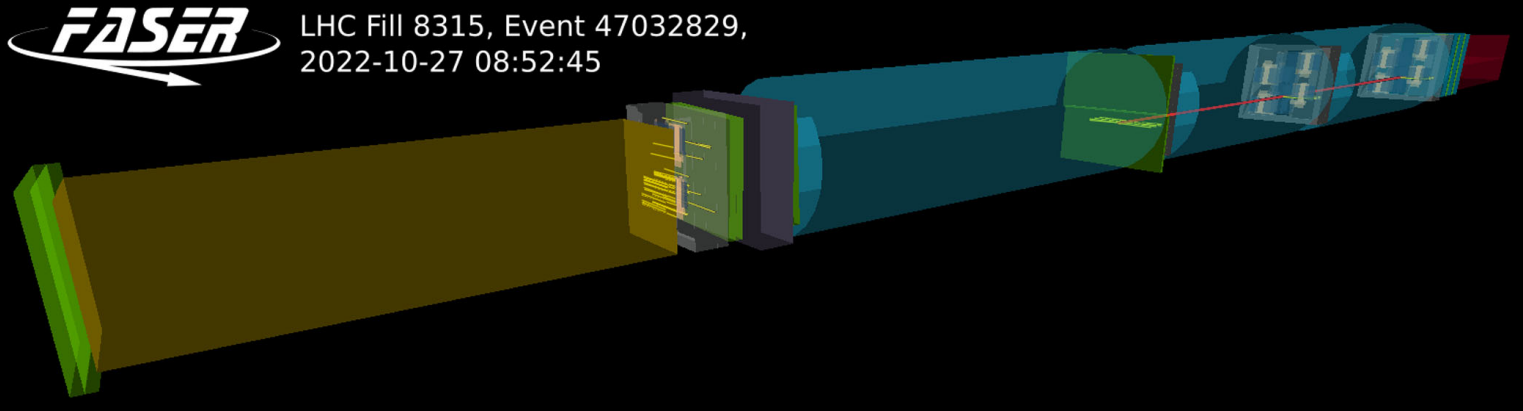 FASER
LHC Fill 8315, Event 47032829,
2022-10-27 08:52:45